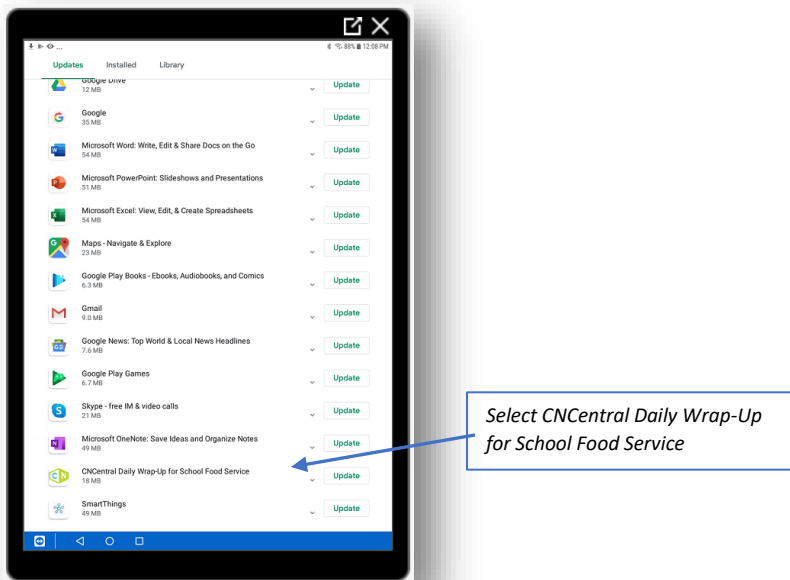 88% 12:08 PM
Updates Installed Library
Google Drive
12 MB
Update
Google
35 MB
Update
Microsoft Word: Write, Edit & Share Docs on the Go
54 MB
Update
Microsoft PowerPoint: Slideshows and Presentations
51 MB
Update
Microsoft Excel: View, Edit, & Create Spreadsheets
54 MB
Update
Maps - Navigate & Explore
23 MB
Update
Google Play Books - Ebooks, Audiobooks, and Comics
6.3 MB
Update
Gmail
9.0 MB
Update
Google News: Top World & Local News Headlines
7.6 MB
Update
Google Play Games
6.7 MB
Update
Skype - free IM & video calls
21 MB
Update
Microsoft OneNote: Save Ideas and Organize Notes
49 MB
Update
CNCentral Daily Wrap-Up for School Food Service
18 MB
Update
SmartThings
49 MB
Update
Select CNCentral Daily Wrap-Up
for School Food Service